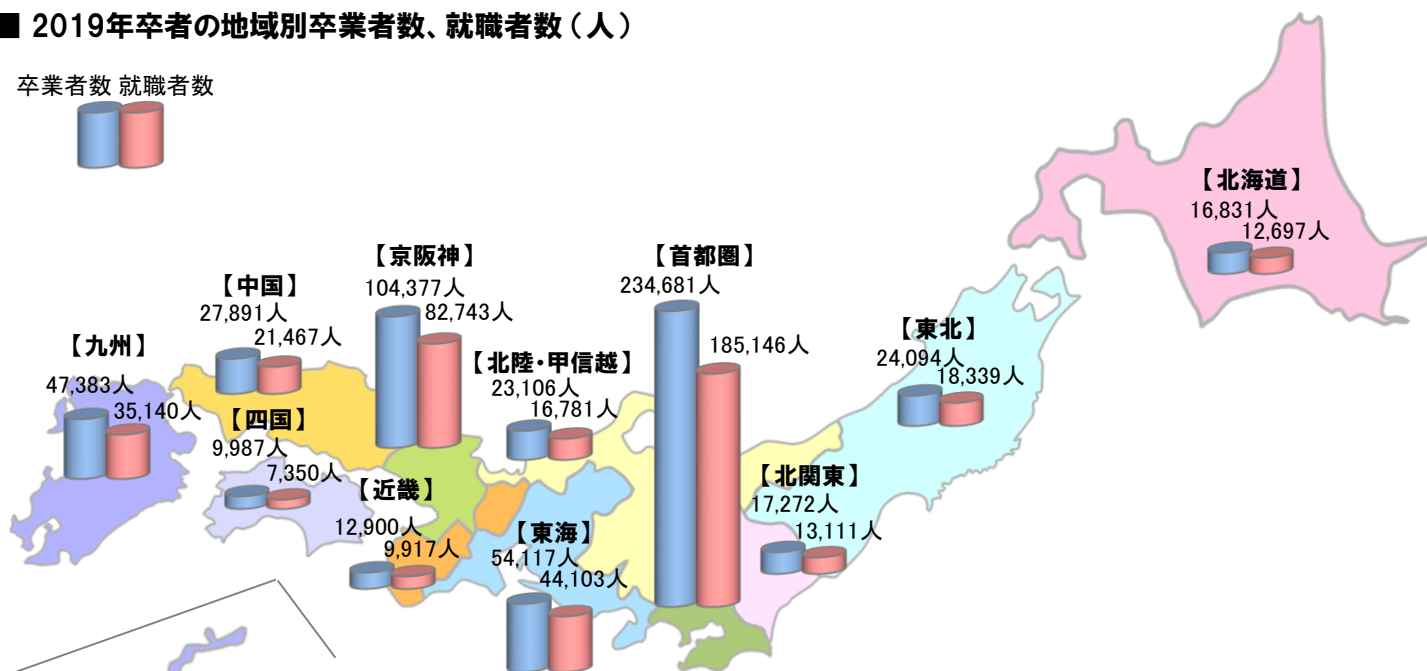 ■ 2019年卒者の地域別卒業者数、就職者数（人）
卒業者数 就職者数
【北海道】
16,831人
12,697人
【京阪神】
104,377人
82,743人
【首都圏】
234,681人
185,146人
【中国】
27,891人
21,467人
【東北】
24,094人
18,339人
【九州】
47,383人
35,140人
【北陸・甲信越】
23,106人
16,781人
【四国】
9,987人
7,350人
【北関東】
17,272人
13,111人
【近畿】
12,900人
9,917人
【東海】
54,117人
44,103人